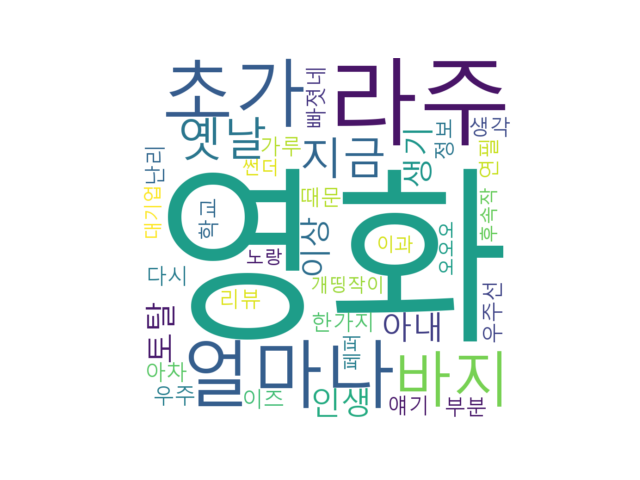 초가
라주
빠졌네
옛날
가루
썬더
지금
생기
정보
생각
연필
난리
대기업
학교
영화
때문
이상
노랑
이과
오오오
후속작
다시
리뷰
개띵작이
우주선
토탈
한가지
아내
얼마나
페퍼
바지
아차
우주
이즈
인생
얘기
부분